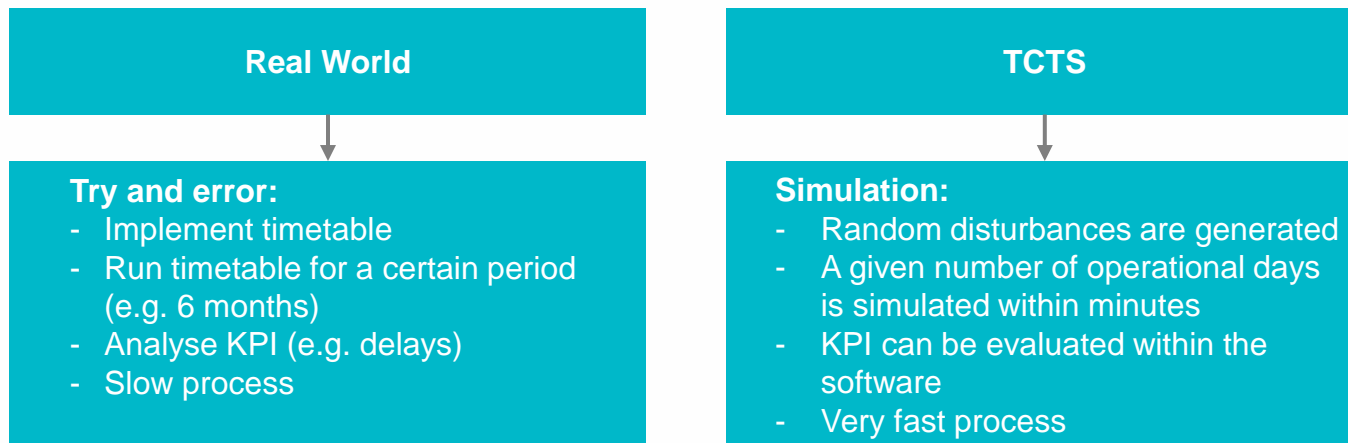 Real World
Try and error:
- Implement timetable
- Run timetable for a certain period
(e.g. 6 months)
- Analyse KPI (e.g. delays)
- Slow process
TCTS
Simulation:
- Random disturbances are generated
- A given number of operational days
is simulated within minutes
- KPI can be evaluated within the
software
- Very fast process